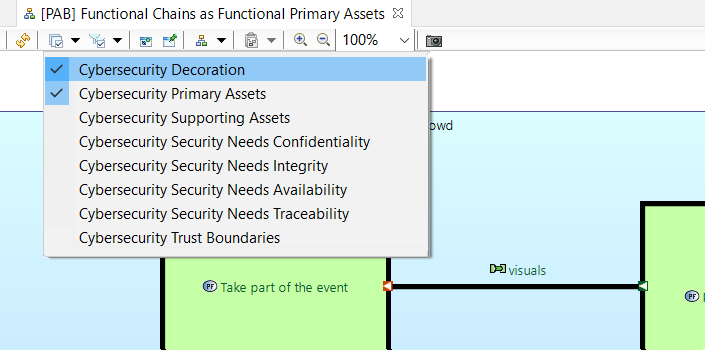 [PAB] Functional Chains as Functional Primary Assets
100%
Cybersecurity Decoration
Cybersecurity Primary Assets
Cybersecurity Supporting Assets
Cybersecurity Security Needs Confidentiality
Cybersecurity Security Needs Integrity
Cybersecurity Security Needs Availability
Cybersecurity Security Needs Traceability
Cybersecurity Trust Boundaries
owd
visuals
PF Take part of the event
PF